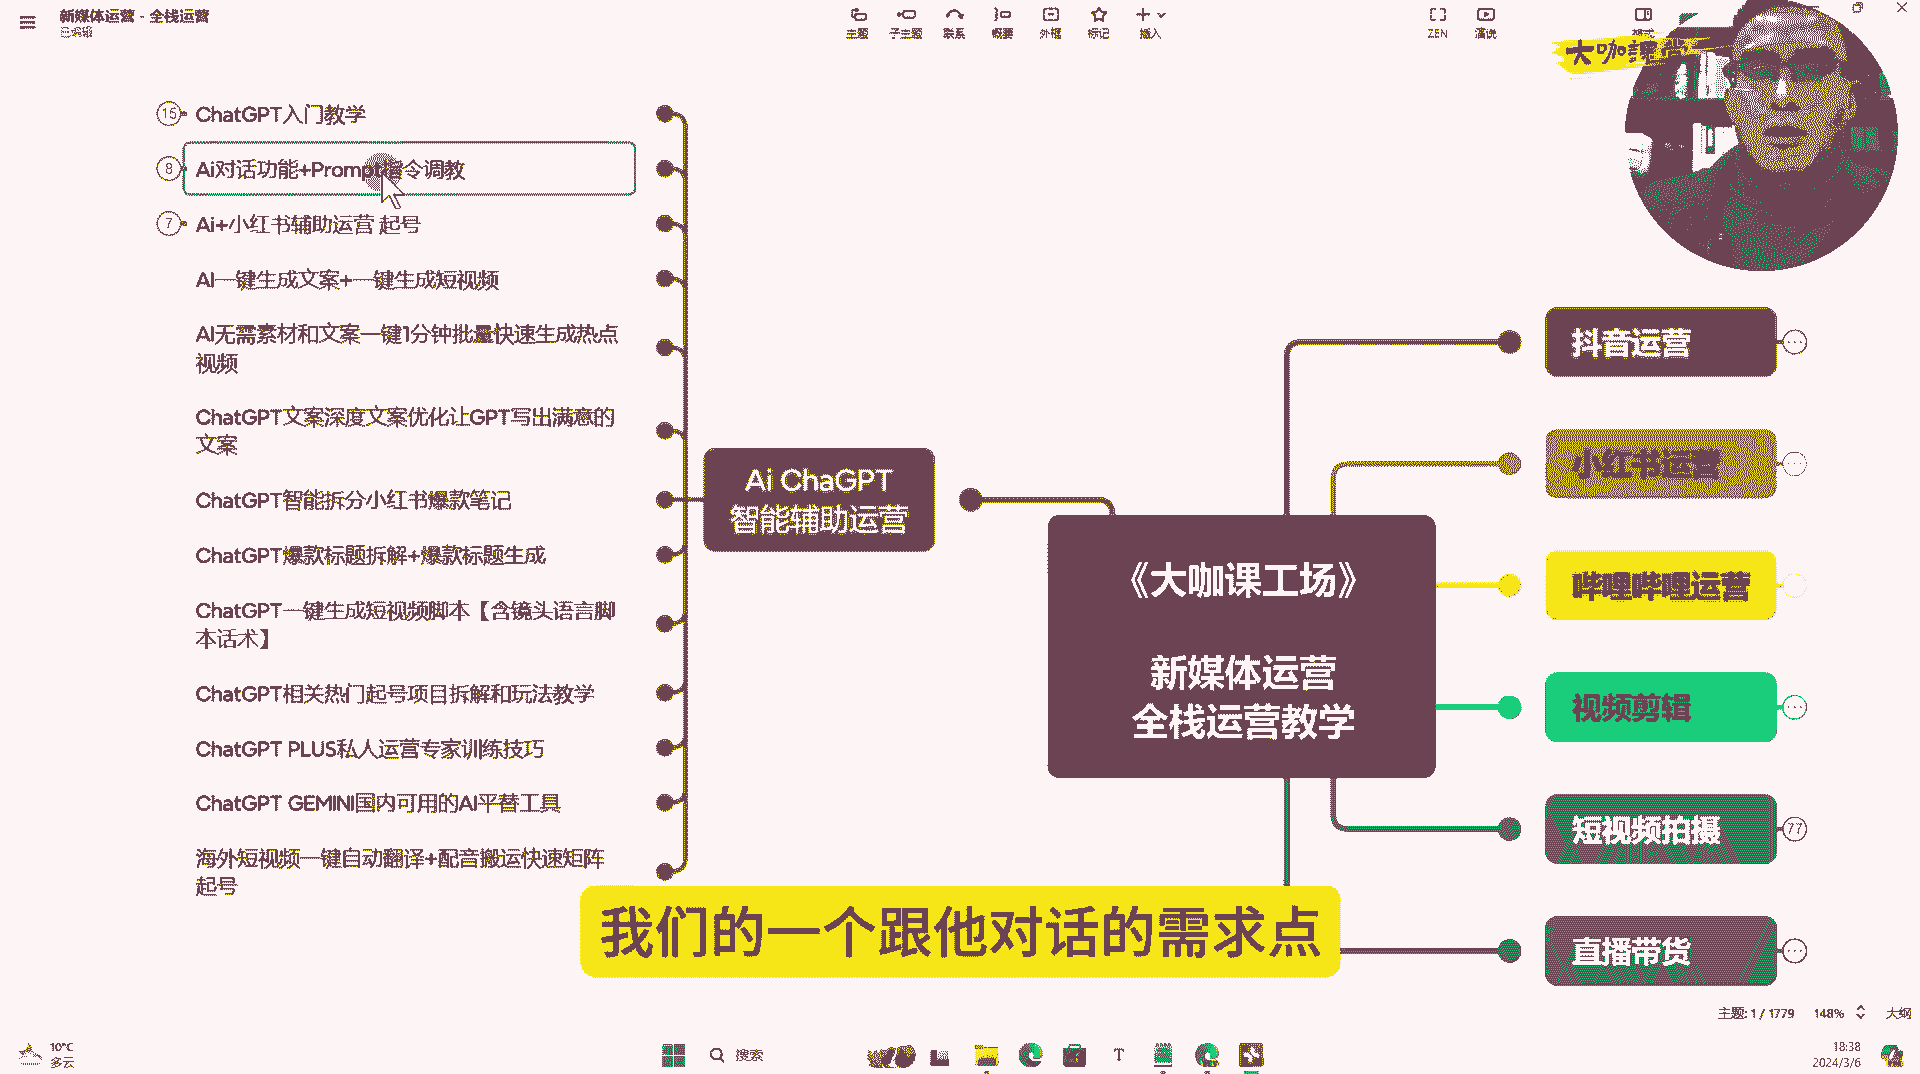 新媒体运营 - 全栈运营
已编辑
主题
子主题
联系
概要
外框
标记
插入
ZEN
演说
格式
大咖课
15
ChatGPT入门教学
8
Ai对话功能+Prompt指令调教
7
Ai+小红书辅助运营 起号
AI一键生成文案+一键生成短视频
AI无需素材和文案一键1分钟批量快速生成热点
视频
ChatGPT文案深度文案优化让GPT写出满意的
文案
ChatGPT智能拆分小红书爆款笔记
ChatGPT爆款标题拆解+爆款标题生成
ChatGPT一键生成短视频脚本【含镜头语言脚
本话术】
ChatGPT相关热门起号项目拆解和玩法教学
ChatGPT PLUS私人运营专家训练技巧
ChatGPT GEMINI国内可用的AI平替工具
海外短视频一键自动翻译+配音搬运快速矩阵
起号
Ai ChaGPT
智能辅助运营
《大咖课工场》
新媒体运营
全栈运营教学
抖音运营
小红书运营
哔哩哔哩运营
视频剪辑
短视频拍摄
77
直播带货
我们的一个跟他对话的需求点
主题: 1 / 1779
148%
大纲
10°C
多云
搜索
18:38
2024/3/6